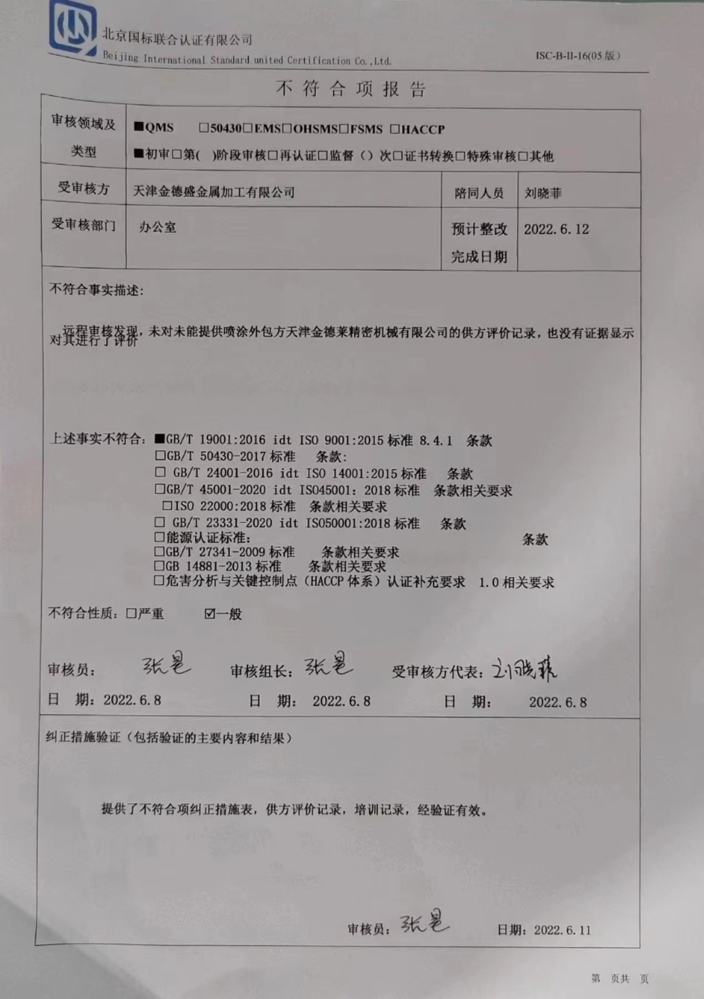 北京国标联合认证有限公司
Beijing International Standard united Certification Co.,Ltd.
ISC-B-II-16(05版)
不符合项报告
审核领域及类型
■QMS □50430□EMS□OHSMS□FSMS □HACCP
■初审□第( )阶段审核□再认证□监督（）次□证书转换□特殊审核□其他
受审核方 天津金德盛金属加工有限公司 陪同人员 刘晓菲
受审核部门 办公室 预计整改完成日期 2022.6.12
不符合事实描述:
远程审核发现，未对未能提供喷涂外包方天津金德莱精密机械有限公司的供方评价记录，也没有证据显示
对其进行了评价
上述事实不符合：■GB/T 19001:2016 idt ISO 9001:2015 标准 8.4.1 条款
□GB/T 50430-2017 标准 条款:
□ GB/T 24001-2016 idt ISO 14001:2015 标准 条款
□GB/T 45001-2020 idt ISO45001：2018 标准 条款相关要求
□ISO 22000:2018 标准 条款相关要求
□ GB/T 23331-2020 idt ISO50001:2018 标准 条款
□能源认证标准: 条款
□GB/T 27341-2009 标准 条款相关要求
□GB 14881-2013 标准 条款相关要求
□危害分析与关键控制点（HACCP 体系）认证补充要求 1.0 相关要求
不符合性质：□严重 ☑一般
审核员： 审核组长： 受审核方代表：刘晓菲
日 期：2022.6.8 日 期： 2022.6.8 日 期： 2022.6.8
纠正措施验证（包括验证的主要内容和结果）
提供了不符合项纠正措施表，供方评价记录，培训记录，经验证有效。
审核员： 日期：2022.6.11
第 页共 页